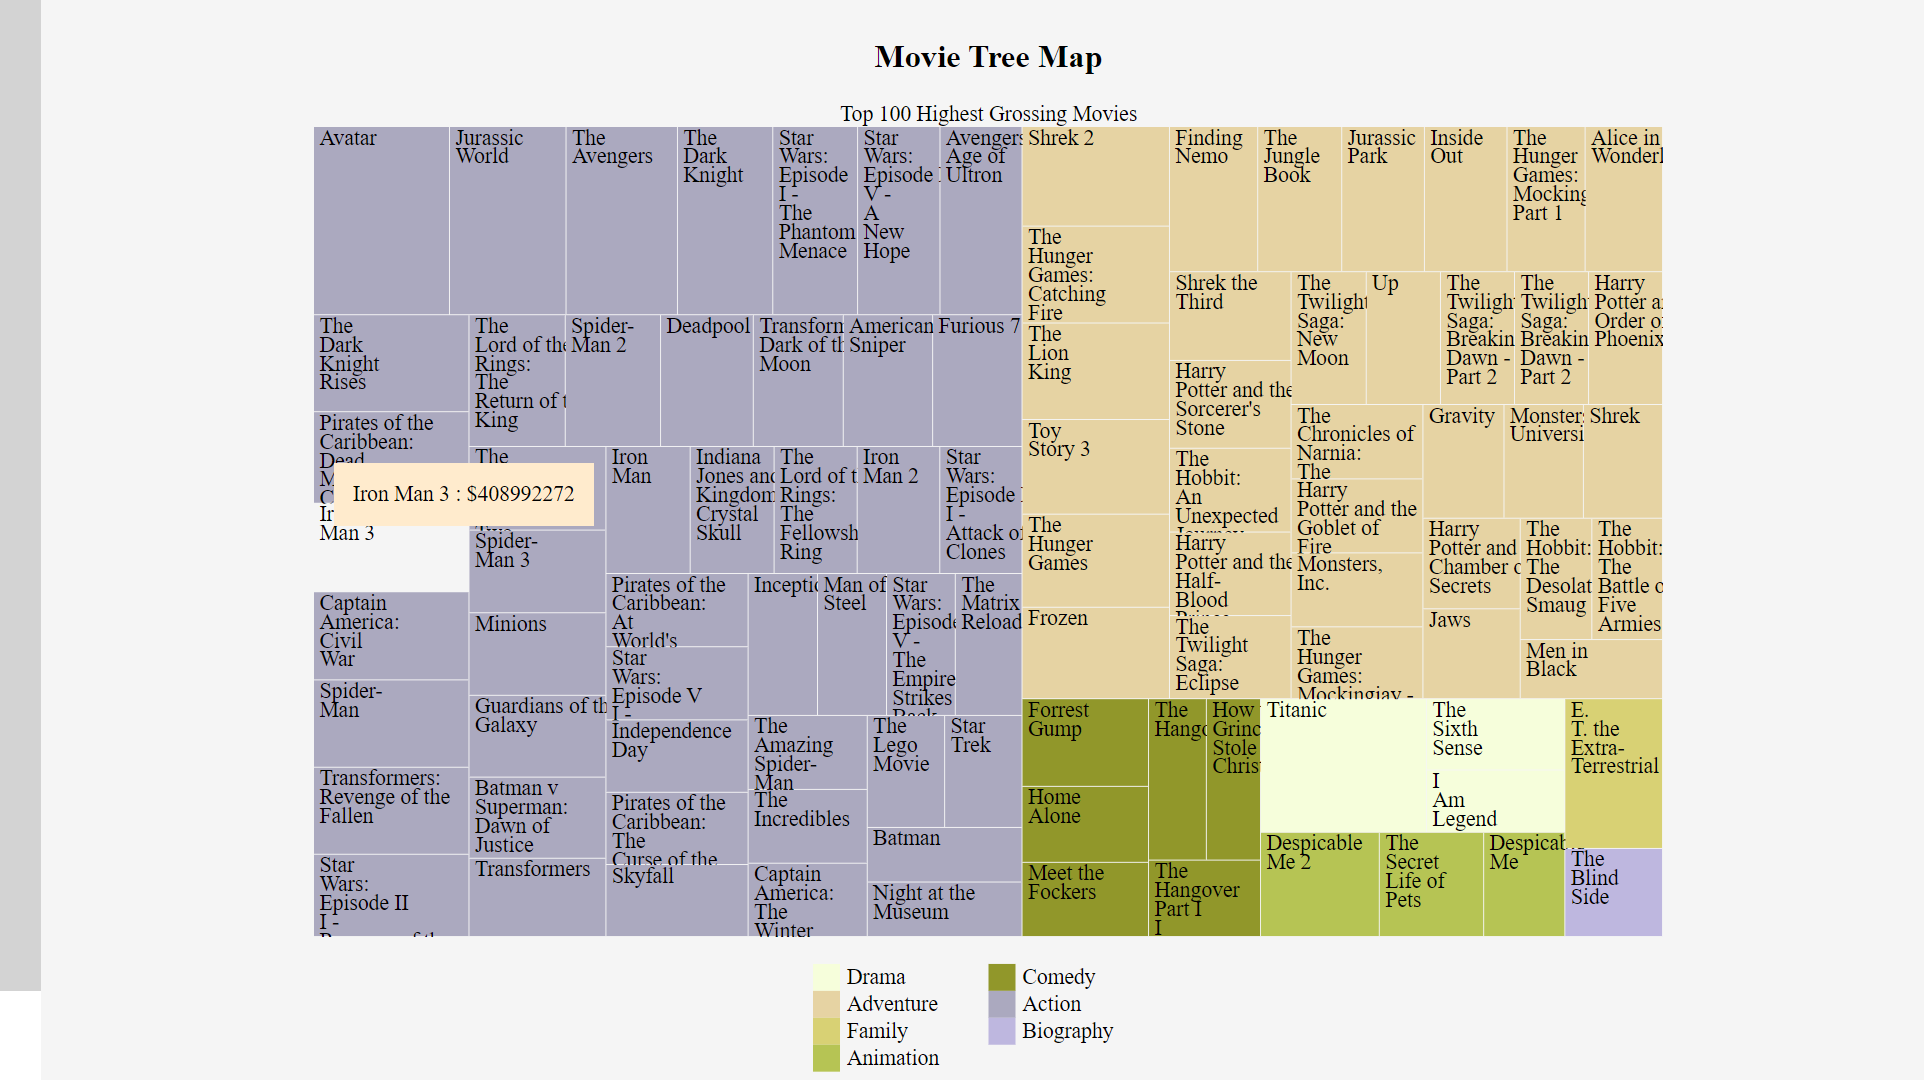 Movie Tree Map
Top 100 Highest Grossing Movies
Avatar
Jurassic
World
The
Avengers
The
Dark
Knight
Star
Wars:
Episode
I -
The
Phantom
Menace
Star
Wars:
Episode
V -
A
New
Hope
Avengers
Age of
Ultron
The
Dark
Knight
Rises
Pirates of the
Caribbean:
Dead
Iron Man 3 : $408992272
Man 3
Captain
America:
Civil
War
Spider-
Man
Transformers:
Revenge of the
Fallen
Star
Wars:
Episode II
I -
The
Lord of the
Rings:
The
Return of t
King
Spider-
Man 2
Deadpool
Transform
Dark of th
Moon
American
Sniper
Furious 7
The
Spider-
Man 3
Minions
Guardians of th
Galaxy
Batman v
Superman:
Dawn of
Justice
Transformers
Iron
Man
Indiana
Jones and
Kingdom
Crystal
Skull
The
Lord of t
Rings:
The
Fellowsh
Ring
Iron
Man 2
Star
Wars:
Episode
I -
Attack of
Clones
Pirates of the
Caribbean:
At
World's
Star
Wars:
Episode V
I -
Independence
Day
Pirates of the
Caribbean:
The
Curse of the
Skyfall
Inceptic
Man of
Steel
Star
Wars:
Episode
V -
The
Empire
Strikes
Back
The
Matrix
Reload
The
Amazing
Spider-
Man
The
Incredibles
Captain
America:
The
Winter
The
Lego
Movie
Star
Trek
Batman
Night at the
Museum
Shrek 2
The
Hunger
Games:
Catching
Fire
The
Lion
King
Toy
Story 3
The
Hunger
Games
Frozen
Finding
Nemo
The
Jungle
Book
Jurassic
Park
Inside
Out
The
Hunger
Games:
Mocking
Part 1
Alice in
Wonderl
Shrek the
Third
Harry
Potter and the
Sorcerer's
Stone
The
Hobbit:
An
Unexpected
Journey
Harry
Potter and the
Half-
Blood
Prince
The
Twilight
Saga:
Eclipse
The
Twilight
Saga:
New
Moon
Up
The
Twiligh
Saga:
Breakin
Dawn -
Part 2
The
Twiligh
Saga:
Breakin
Dawn -
Part 2
Harry
Potter a
Order o
Phoenix
The
Chronicles of
Narnia:
The
Harry
Potter and the
Goblet of
Fire
Monsters,
Inc.
The
Hunger
Games:
Mockingjay -
Gravity
Monsters
Universi
Shrek
Harry
Potter and
Chamber o
Secrets
Jaws
The
Hobbit:
The
Desolat
Smaug
The
Hobbit:
The
Battle o
Five
Armies
Men in
Black
Forrest
Gump
Home
Alone
Meet the
Fockers
The
Hango
How
Grinc
Stole
Christ
The
Hangover
Part I
I
Titanic
The
Sixth
Sense
I
Am
Legend
E.
T. the
Extra-
Terrestrial
Despicable
Me 2
The
Secret
Life of
Pets
Despicab
Me
The
Blind
Side
Drama
Adventure
Family
Animation
Comedy
Action
Biography